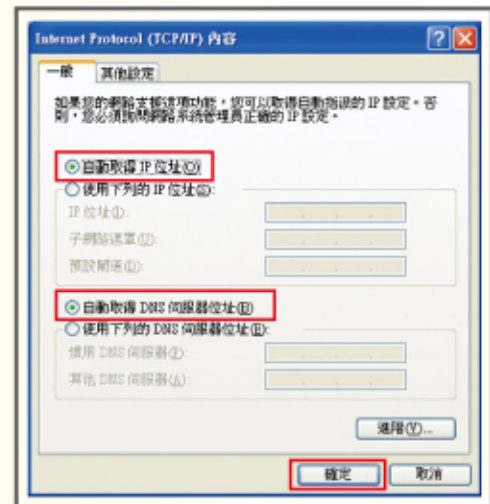 Internet Protocol (TCP/IP) 內容
一般 其他設定
如果您的網路支援這項功能，您可以取得自動指派的 IP 設定。否
則，您必須詢問網路系統管理員正確的 IP 設定。
自動取得 IP 位址(O)
使用下列的 IP 位址(S):
IP 位址(I):
子網路遮罩(U):
預設閘道(D):
自動取得 DNS 伺服器位址(B)
使用下列的 DNS 伺服器位址(E):
慣用 DNS 伺服器(P):
其他 DNS 伺服器(A):
進階(V)...
確定 取消